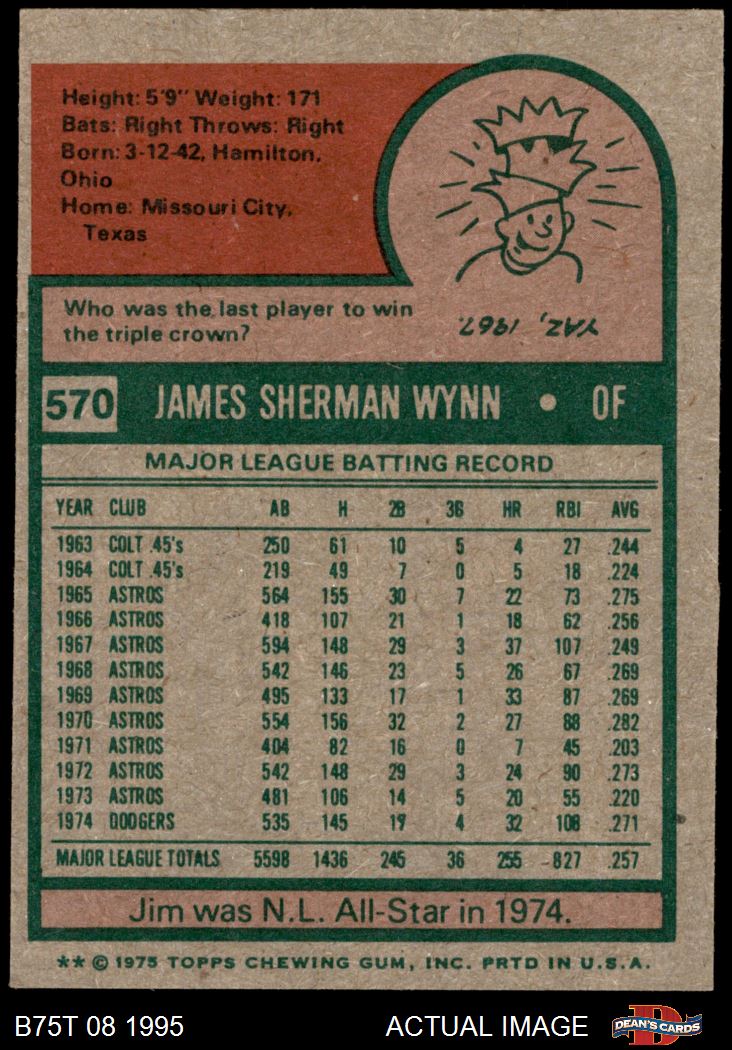 Height: 5'9" Weight: 171
Bats: Right Throws: Right
Born: 3-12-42, Hamilton,
Ohio
Home: Missouri City,
Texas
Who was the last player to win
the triple crown?
YAZ, 1967.
570 JAMES SHERMAN WYNN • OF
MAJOR LEAGUE BATTING RECORD
YEAR CLUB AB H 2B 3B HR RBI AVG
1963 COLT .45's 250 61 10 5 4 27 .244
1964 COLT .45's 219 49 7 0 5 18 .224
1965 ASTROS 564 155 30 7 22 73 .275
1966 ASTROS 418 107 21 1 18 62 .256
1967 ASTROS 594 148 29 3 37 107 .249
1968 ASTROS 542 146 23 5 26 67 .269
1969 ASTROS 495 133 17 1 33 87 .269
1970 ASTROS 554 156 32 2 27 88 .282
1971 ASTROS 404 82 16 0 7 45 .203
1972 ASTROS 542 148 29 3 24 90 .273
1973 ASTROS 481 106 14 5 20 55 .220
1974 DODGERS 535 145 17 4 32 108 .271
MAJOR LEAGUE TOTALS 5598 1436 245 36 255 827 .257
Jim was N.L. All-Star in 1974.
** © 1975 TOPPS CHEWING GUM, INC. PRTD IN U.S.A.
B75T 08 1995 ACTUAL IMAGE
D
DEAN'S CARDS